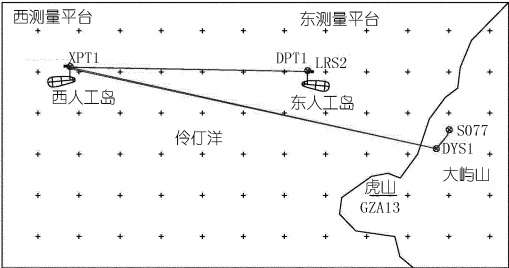 西测量平台
东测量平台
XPT1
DPT1
LRS2
西人工岛
东人工岛
伶仃洋
S077
DYS1
大屿山
虎山
GZA13